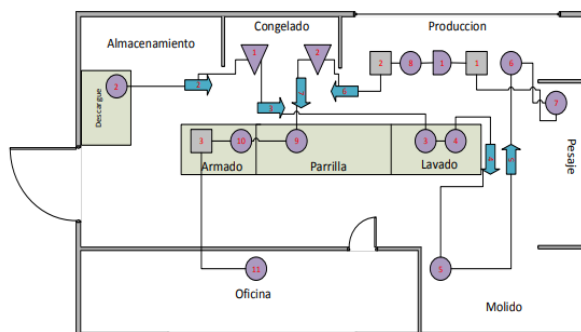 Congelado
Produccion
Almacenamiento
1
2
2
8
1
1
6
2
2
6
7
7
3
Descargue
3
10
9
3
4
4
5
Armado
Parrilla
Lavado
Pesaje
11
5
Oficina
Molido